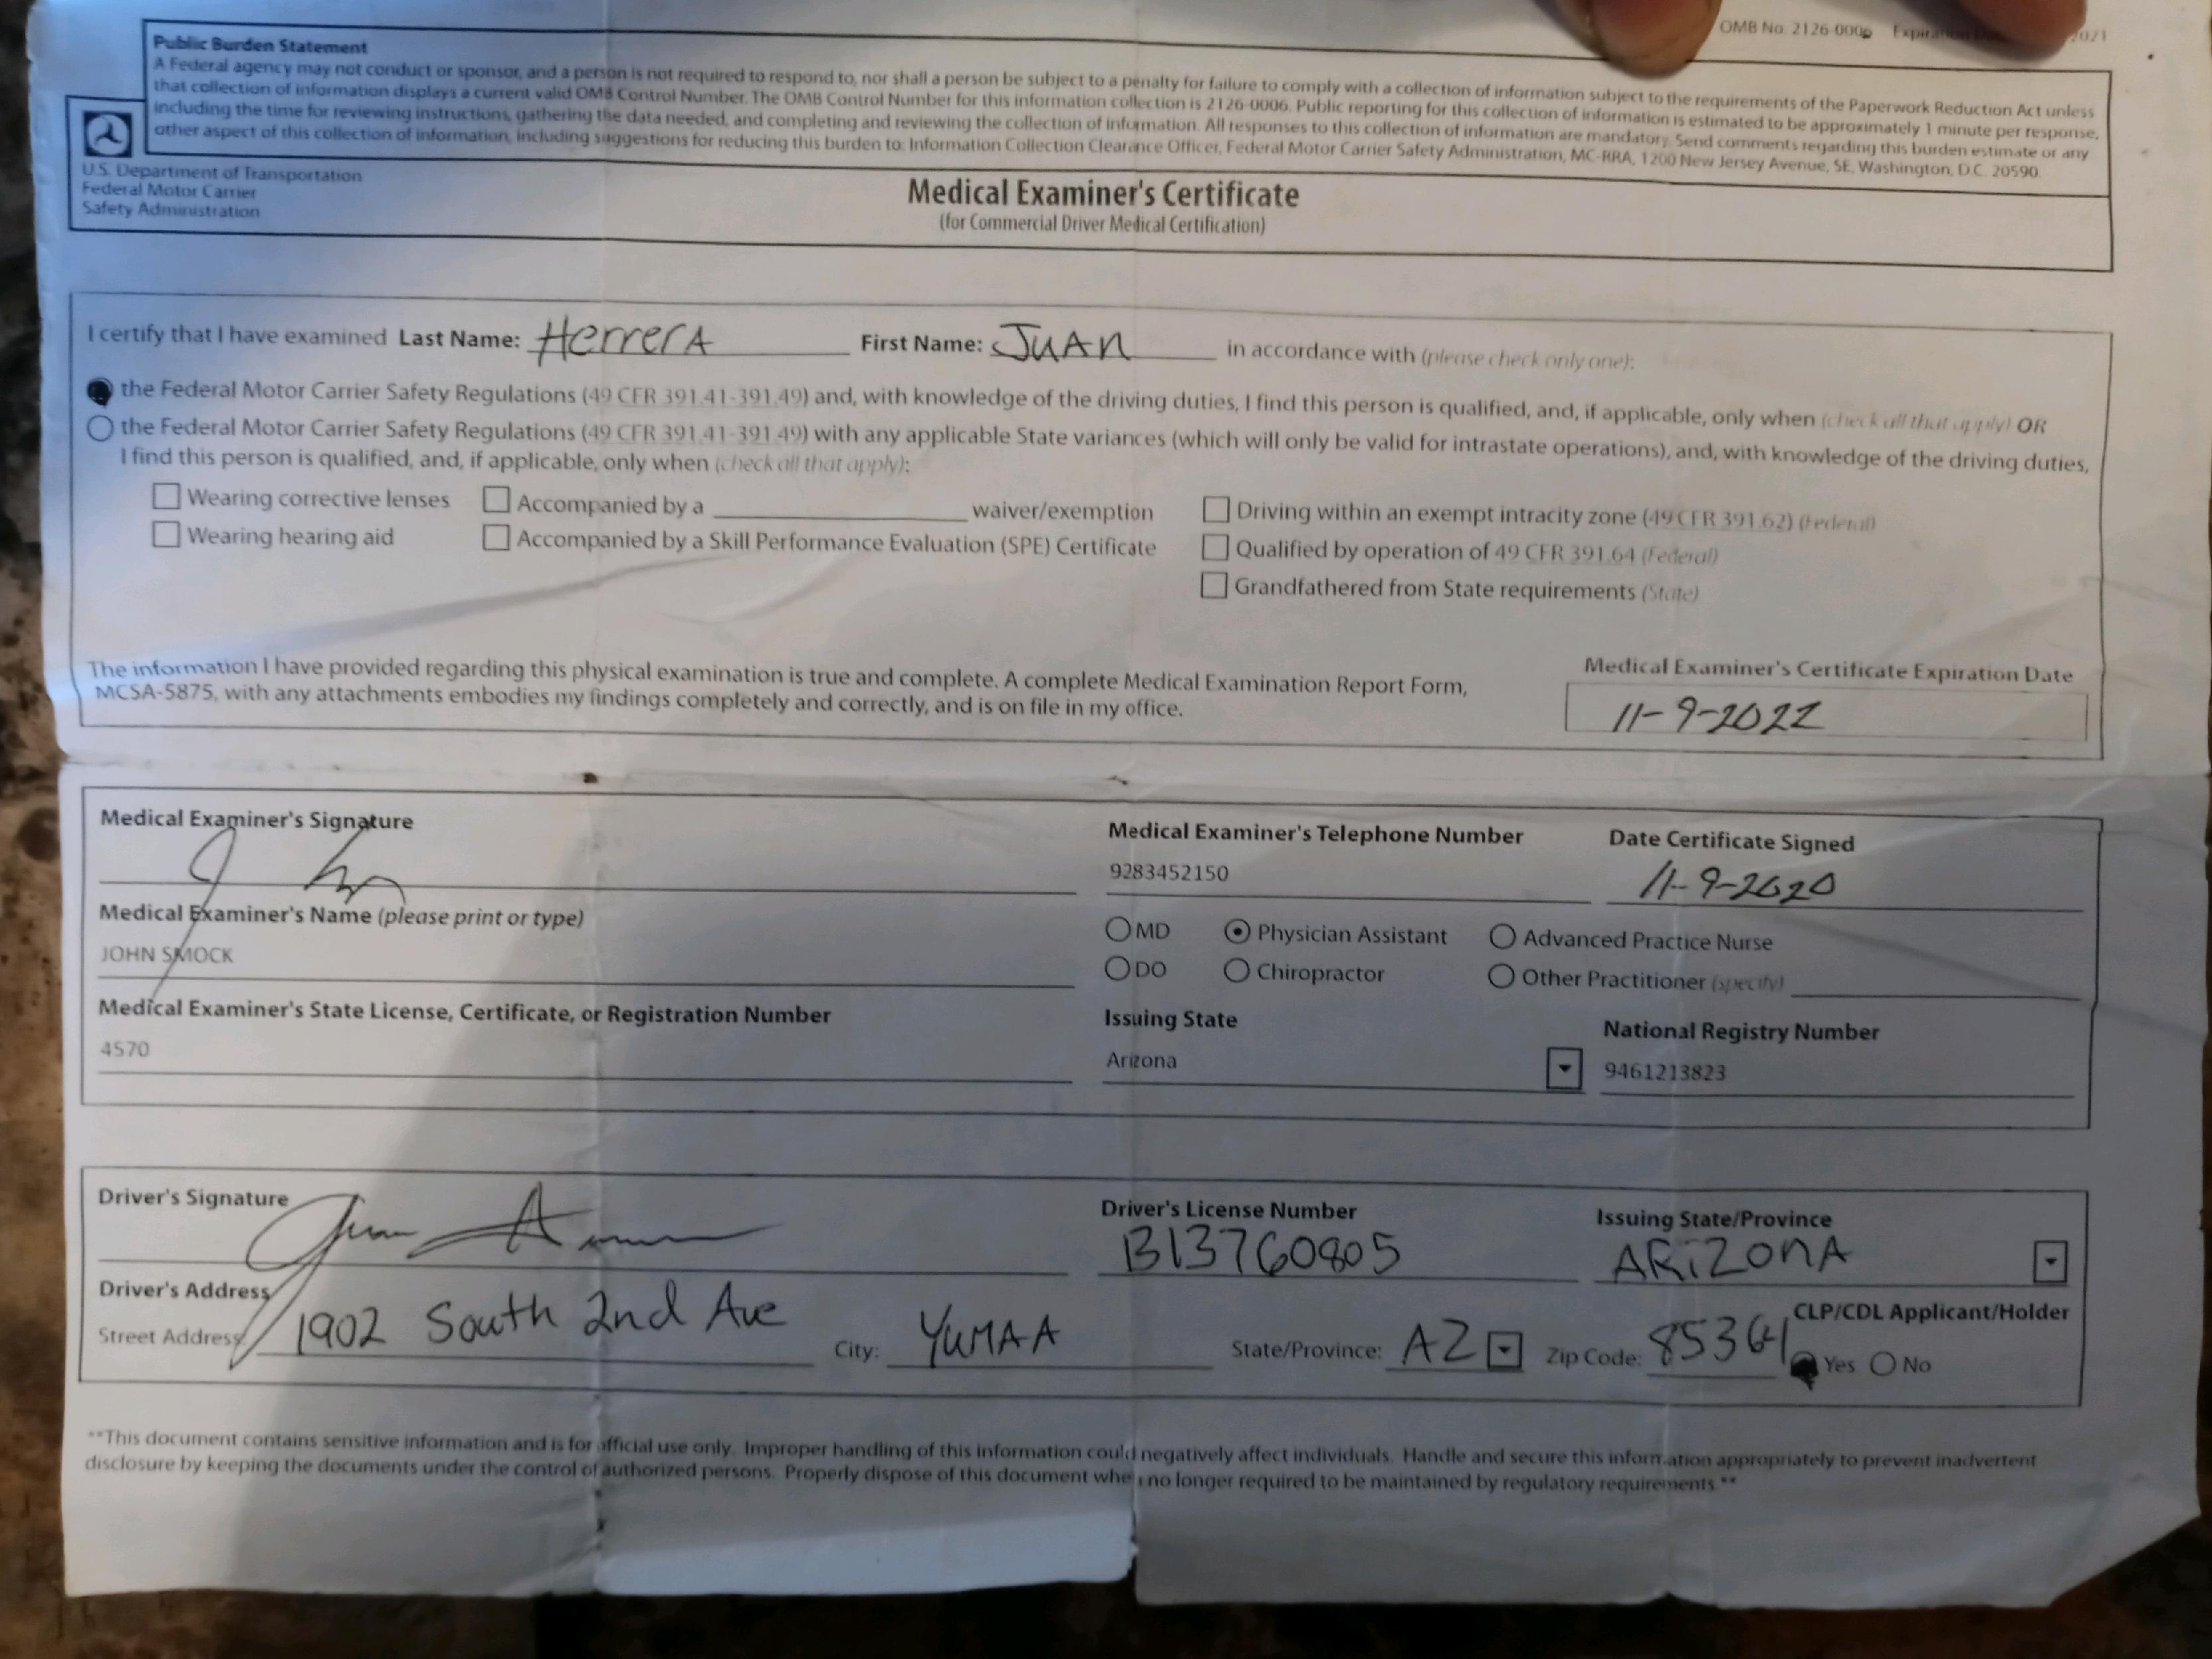 OMB No. 2126-000 2021
Public Burden Statement
A Federal agency may not conduct or sponsor, and a person is not required to respond to, nor shall a person be subject to a penalty for failure to comply with a collection of information subject to the requirements of the Paperwork Reduction Act unless
that collection of information displays a current valid OMB Control Number. The OMB Control Number for this information collection is 2126-0006. Public reporting for this collection of information is estimated to be approximately 1 minute per response,
including the time for reviewing instructions, gathering the data needed, and completing and reviewing the collection of information. All responses to this collection of information are mandatory. Send comments regarding this burden estimate or any
other aspect of this collection of information, including suggestions for reducing this burden to: Information Collection Clearance Officer, Federal Motor Carrier Safety Administration, MC-RRA, 1200 New Jersey Avenue, SE, Washington, D.C. 20590.
U.S. Department of Transportation
Federal Motor Carrier
Safety Administration
Medical Examiner's Certificate
(for Commercial Driver Medical Certification)
I certify that I have examined Last Name: HerrerA First Name: JUAN in accordance with (please check only one):
the Federal Motor Carrier Safety Regulations (49 CFR 391.41-391.49) and, with knowledge of the driving duties, I find this person is qualified, and, if applicable, only when (check all that apply) OR
the Federal Motor Carrier Safety Regulations (49 CFR 391.41-391.49) with any applicable State variances (which will only be valid for intrastate operations), and, with knowledge of the driving duties,
I find this person is qualified, and, if applicable, only when (check all that apply):
Wearing corrective lenses Accompanied by a waiver/exemption Driving within an exempt intracity zone (49 CFR 391.62) (Federal)
Wearing hearing aid Accompanied by a Skill Performance Evaluation (SPE) Certificate Qualified by operation of 49 CFR 391.64 (Federal)
Grandfathered from State requirements (State)
The information I have provided regarding this physical examination is true and complete. A complete Medical Examination Report Form,
MCSA-5875, with any attachments embodies my findings completely and correctly, and is on file in my office.
Medical Examiner's Certificate Expiration Date
11-9-2022
Medical Examiner's Signature Medical Examiner's Telephone Number Date Certificate Signed
9283452150 11-9-2020
Medical Examiner's Name (please print or type)
MD Physician Assistant Advanced Practice Nurse
JOHN SMOCK
DO Chiropractor Other Practitioner (specify)
Medical Examiner's State License, Certificate, or Registration Number Issuing State National Registry Number
4570 Arizona 9461213823
Driver's Signature Driver's License Number Issuing State/Province
B13760805 ARiZonA
Driver's Address CLP/CDL Applicant/Holder
Street Address: 1902 South 2nd Ave City: YUMAA State/Province: AZ Zip Code: 85364 Yes No
**This document contains sensitive information and is for official use only. Improper handling of this information could negatively affect individuals. Handle and secure this information appropriately to prevent inadvertent
disclosure by keeping the documents under the control of authorized persons. Properly dispose of this document when no longer required to be maintained by regulatory requirements.**